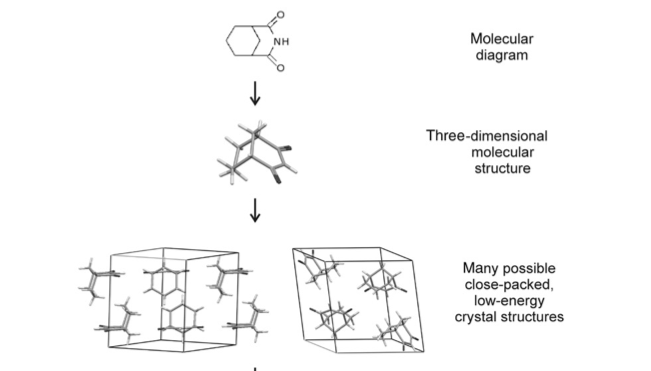 O
NH
O
Molecular
diagram
Three-dimensional
molecular
structure
Many possible
close-packed,
low-energy
crystal structures